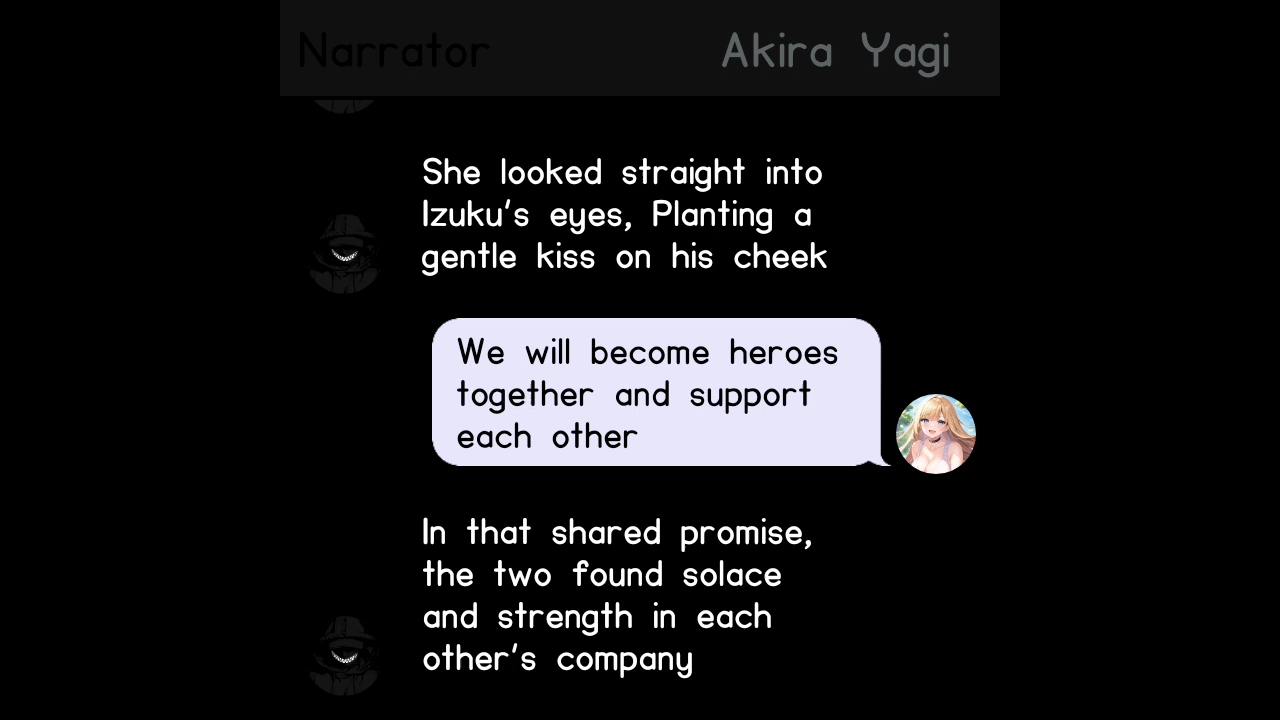 Narrator Akira Yagi
She looked straight into
Izuku's eyes, Planting a
gentle kiss on his cheek
We will become heroes
together and support
each other
In that shared promise,
the two found solace
and strength in each
other's company